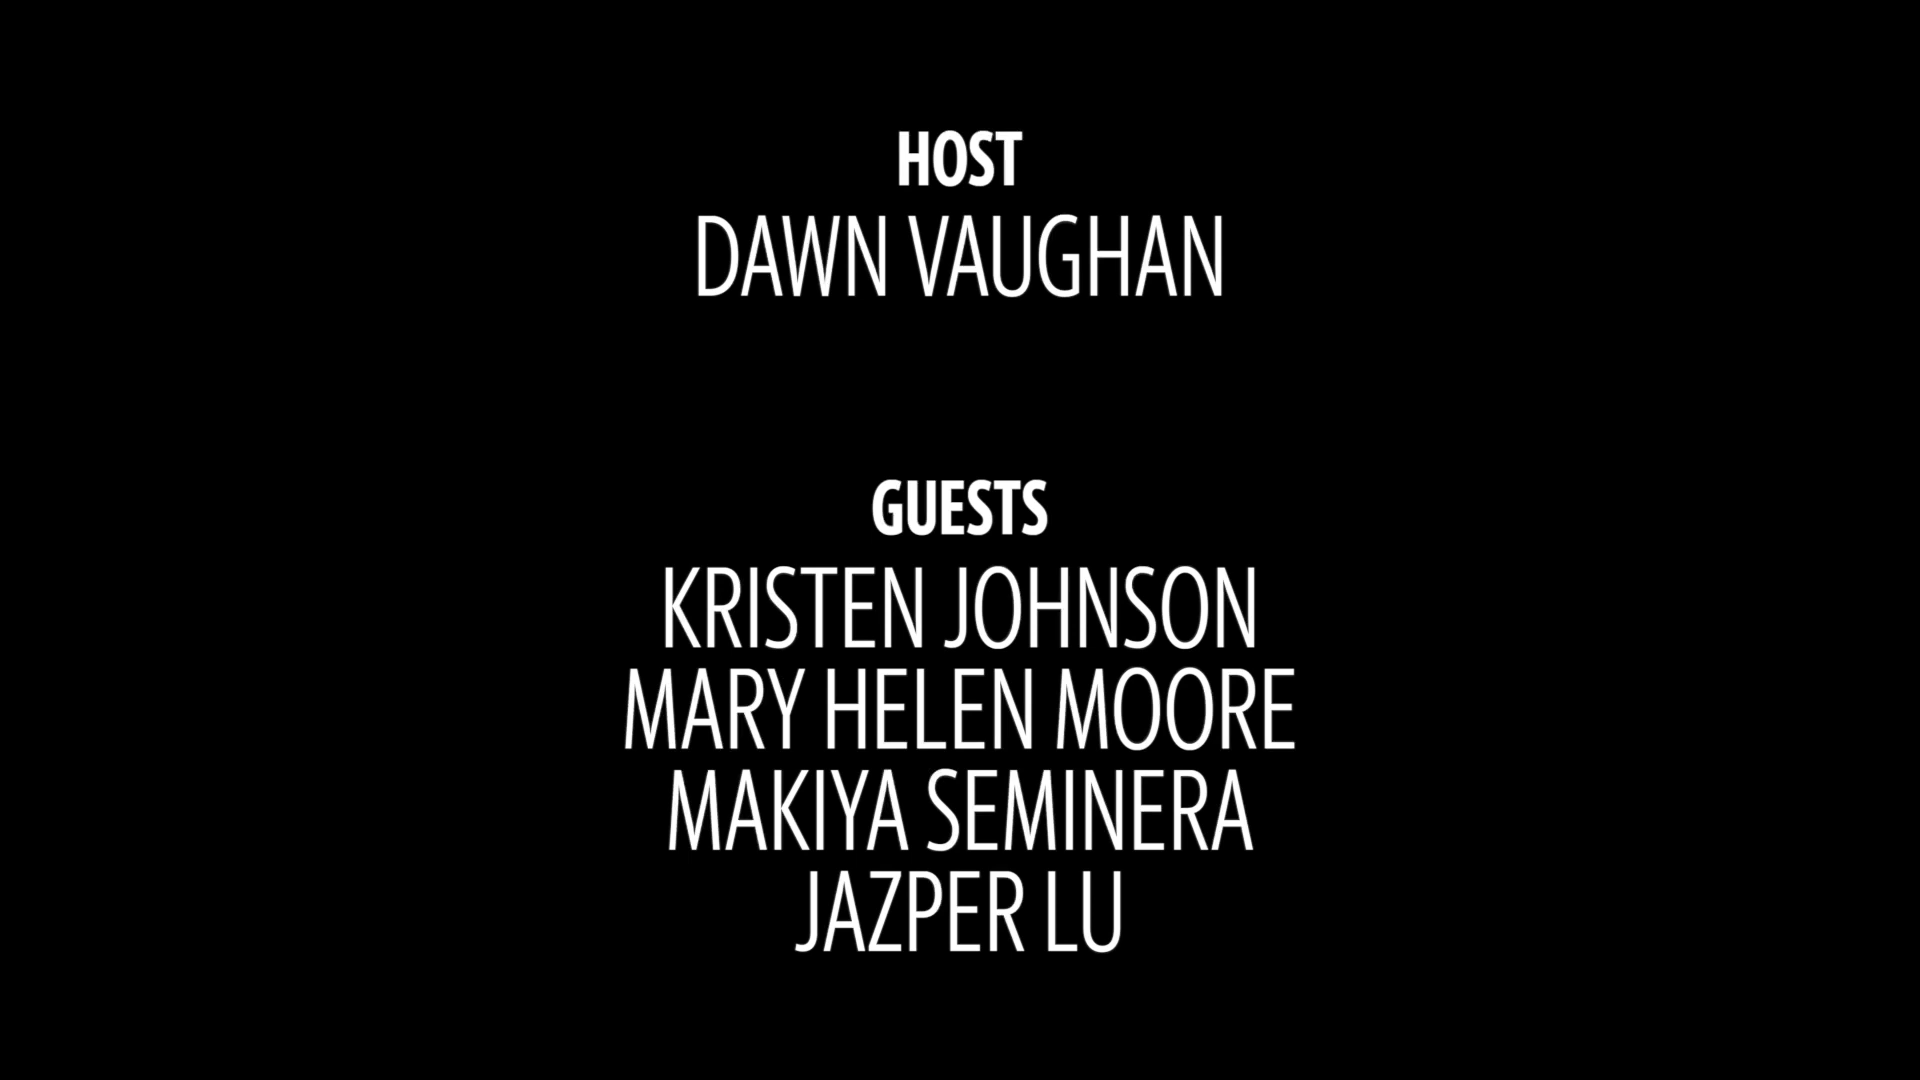 HOST
DAWN VAUGHAN
GUESTS
KRISTEN JOHNSON
MARY HELEN MOORE
MAKIYA SEMINERA
JAZPER LU